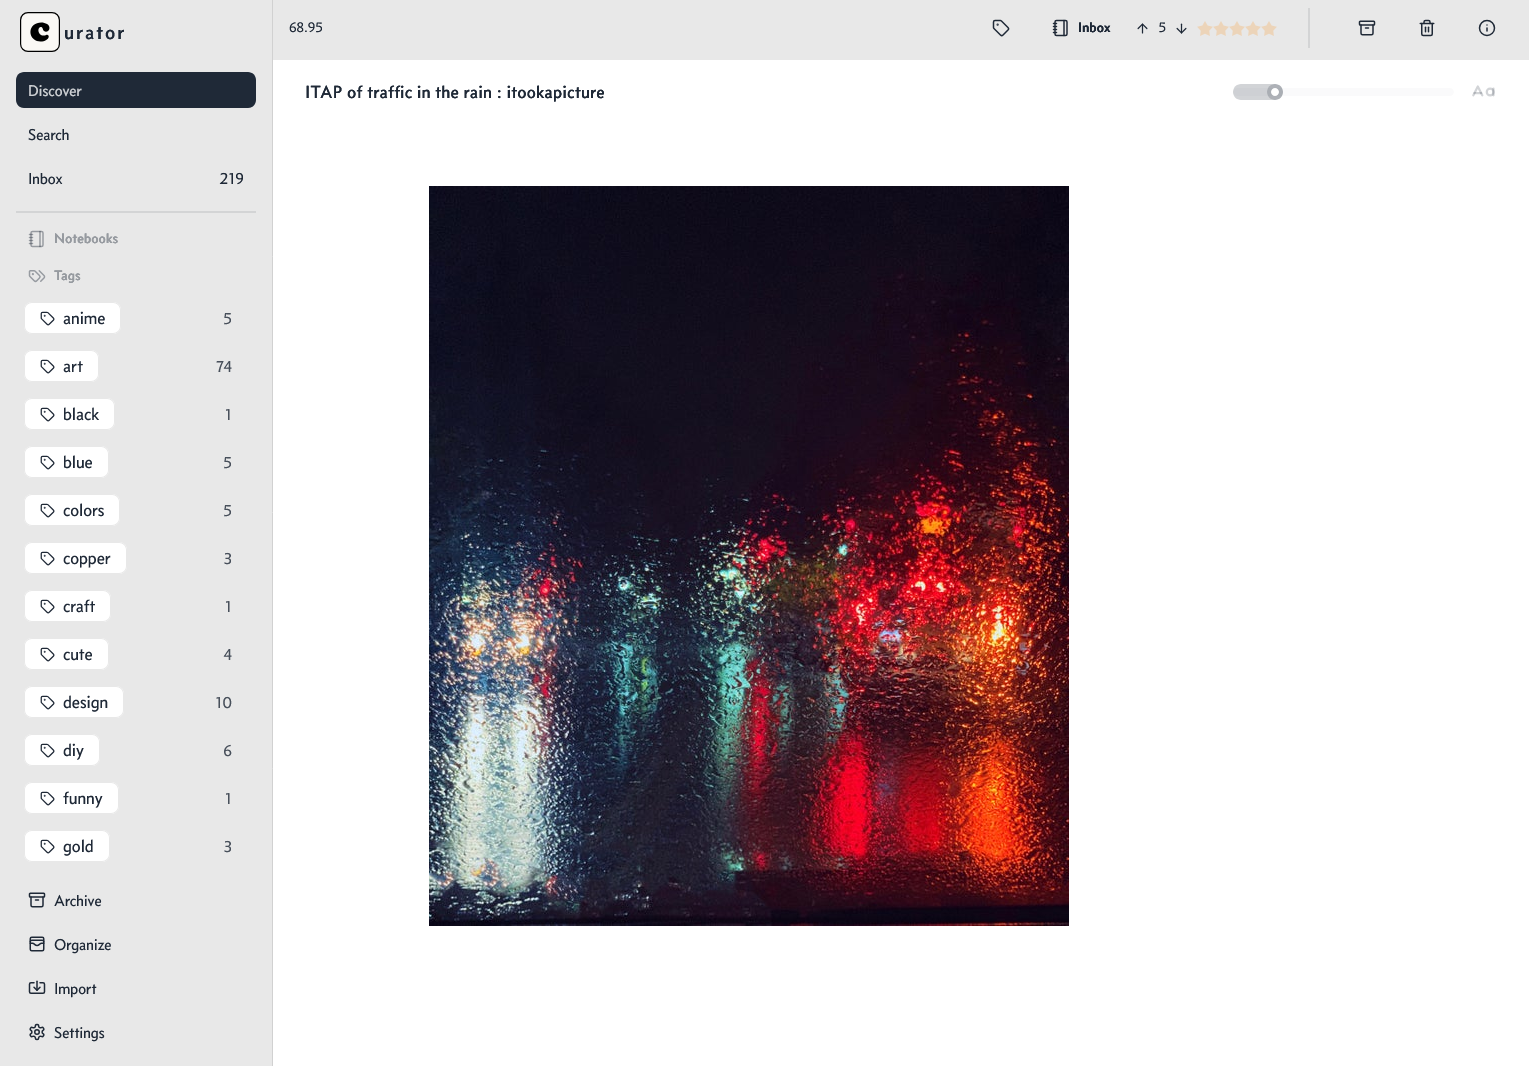 Curator
Discover
Search
Inbox 219
Notebooks
Tags
anime 5
art 74
black 1
blue 5
colors 5
copper 3
craft 1
cute 4
design 10
diy 6
funny 1
gold 3
Archive
Organize
Import
Settings
68.95
Inbox
5
ITAP of traffic in the rain : itookapicture
Aa